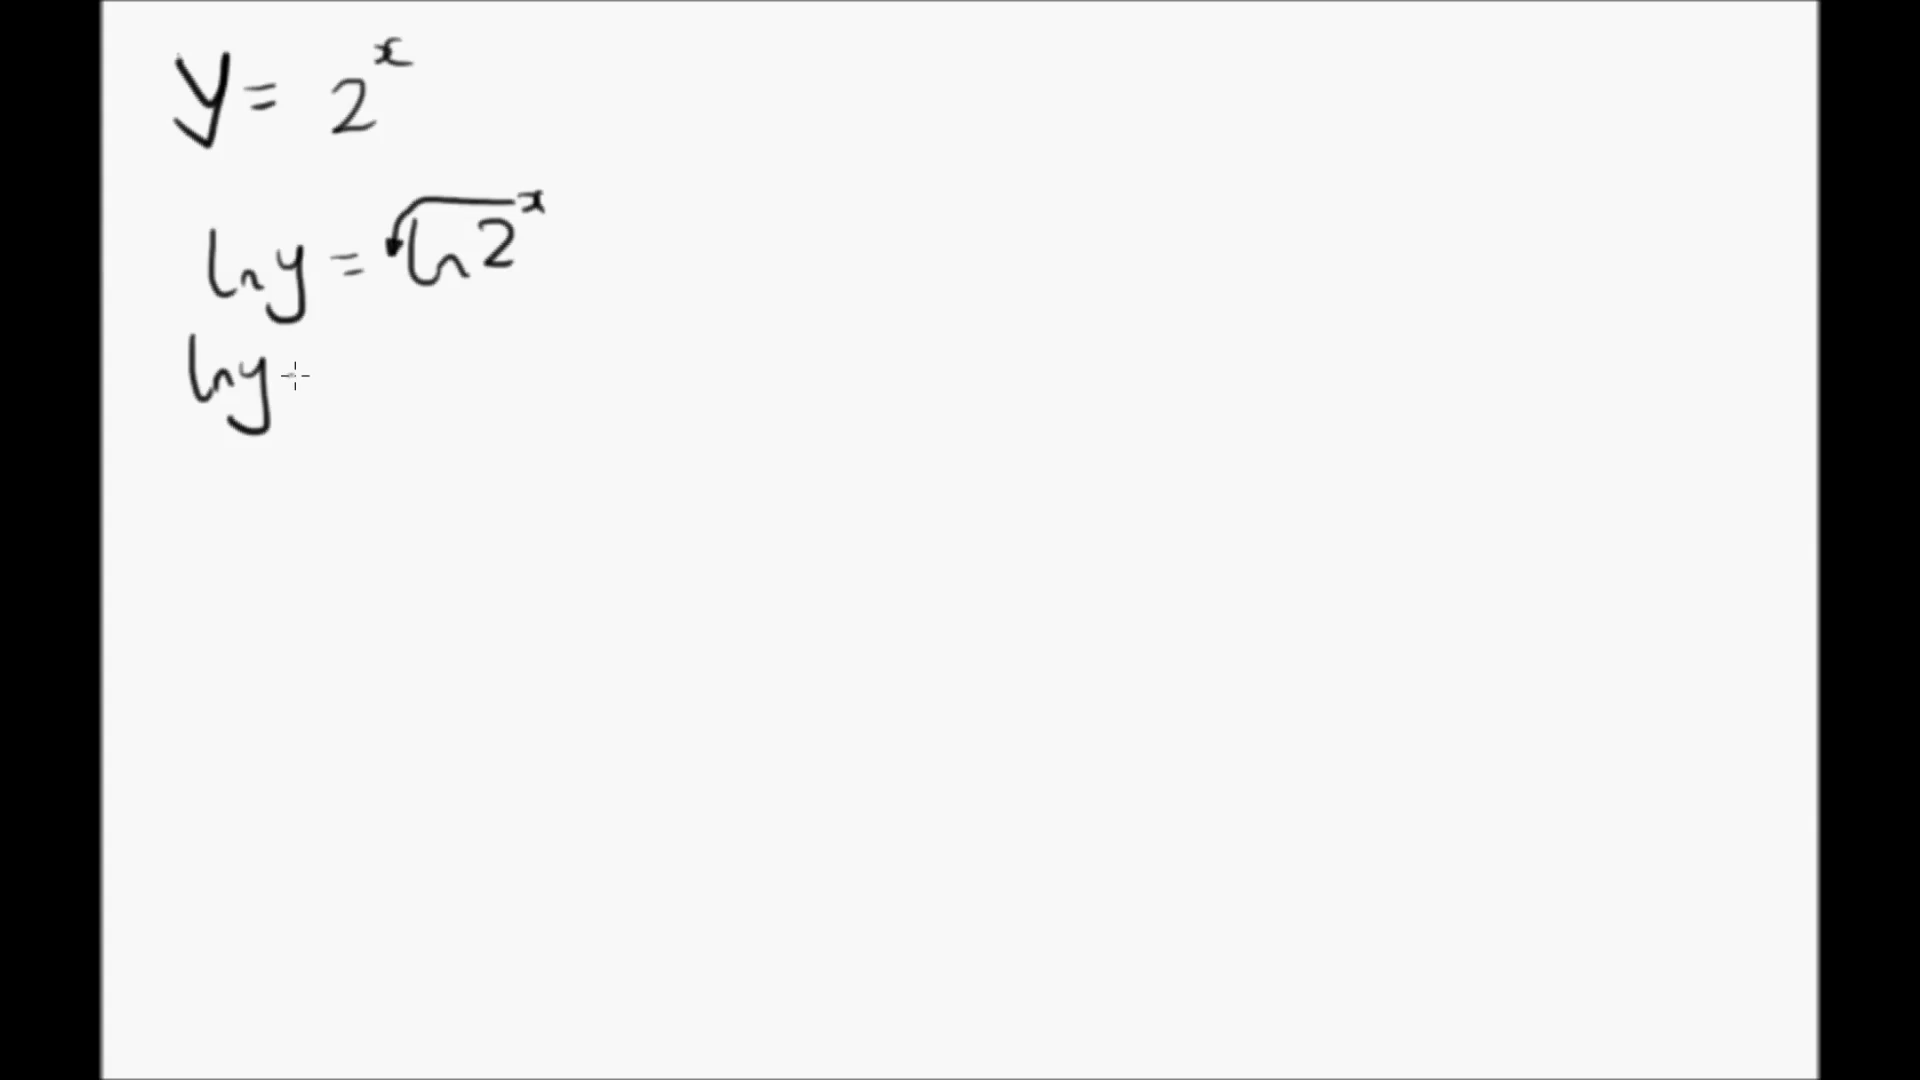 y = 2^x
ln y = ln 2^x
ln y